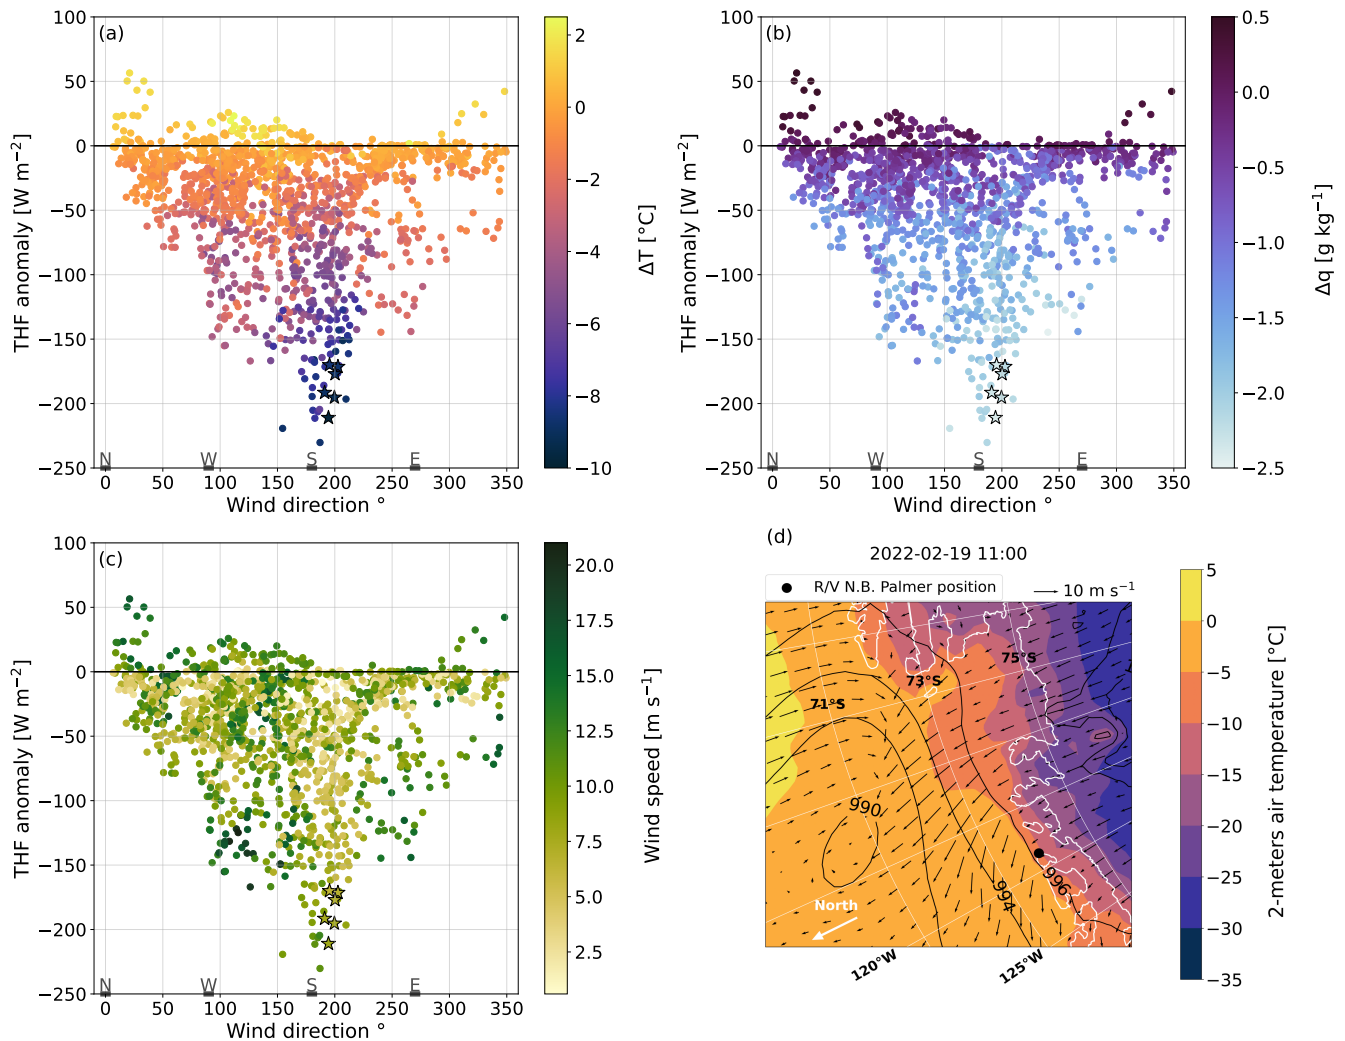 (a)
100
50
0
−50
−100
−150
−200
−250
THF anomaly [W m⁻²]
N W S E
0 50 100 150 200 250 300 350
Wind direction °
2
0
−2
−4
−6
−8
−10
ΔT [°C]
(b)
100
50
0
−50
−100
−150
−200
−250
THF anomaly [W m⁻²]
N W S E
0 50 100 150 200 250 300 350
Wind direction °
0.5
0.0
−0.5
−1.0
−1.5
−2.0
−2.5
Δq [g kg⁻¹]
(c)
100
50
0
−50
−100
−150
−200
−250
THF anomaly [W m⁻²]
N W S E
0 50 100 150 200 250 300 350
Wind direction °
20.0
17.5
15.0
12.5
10.0
7.5
5.0
2.5
Wind speed [m s⁻¹]
(d)
2022-02-19 11:00
R/V N.B. Palmer position
10 m s⁻¹
75°S
73°S
71°S
990
996
994
North
120°W
125°W
5
0
−5
−10
−15
−20
−25
−30
−35
2-meters air temperature [°C]